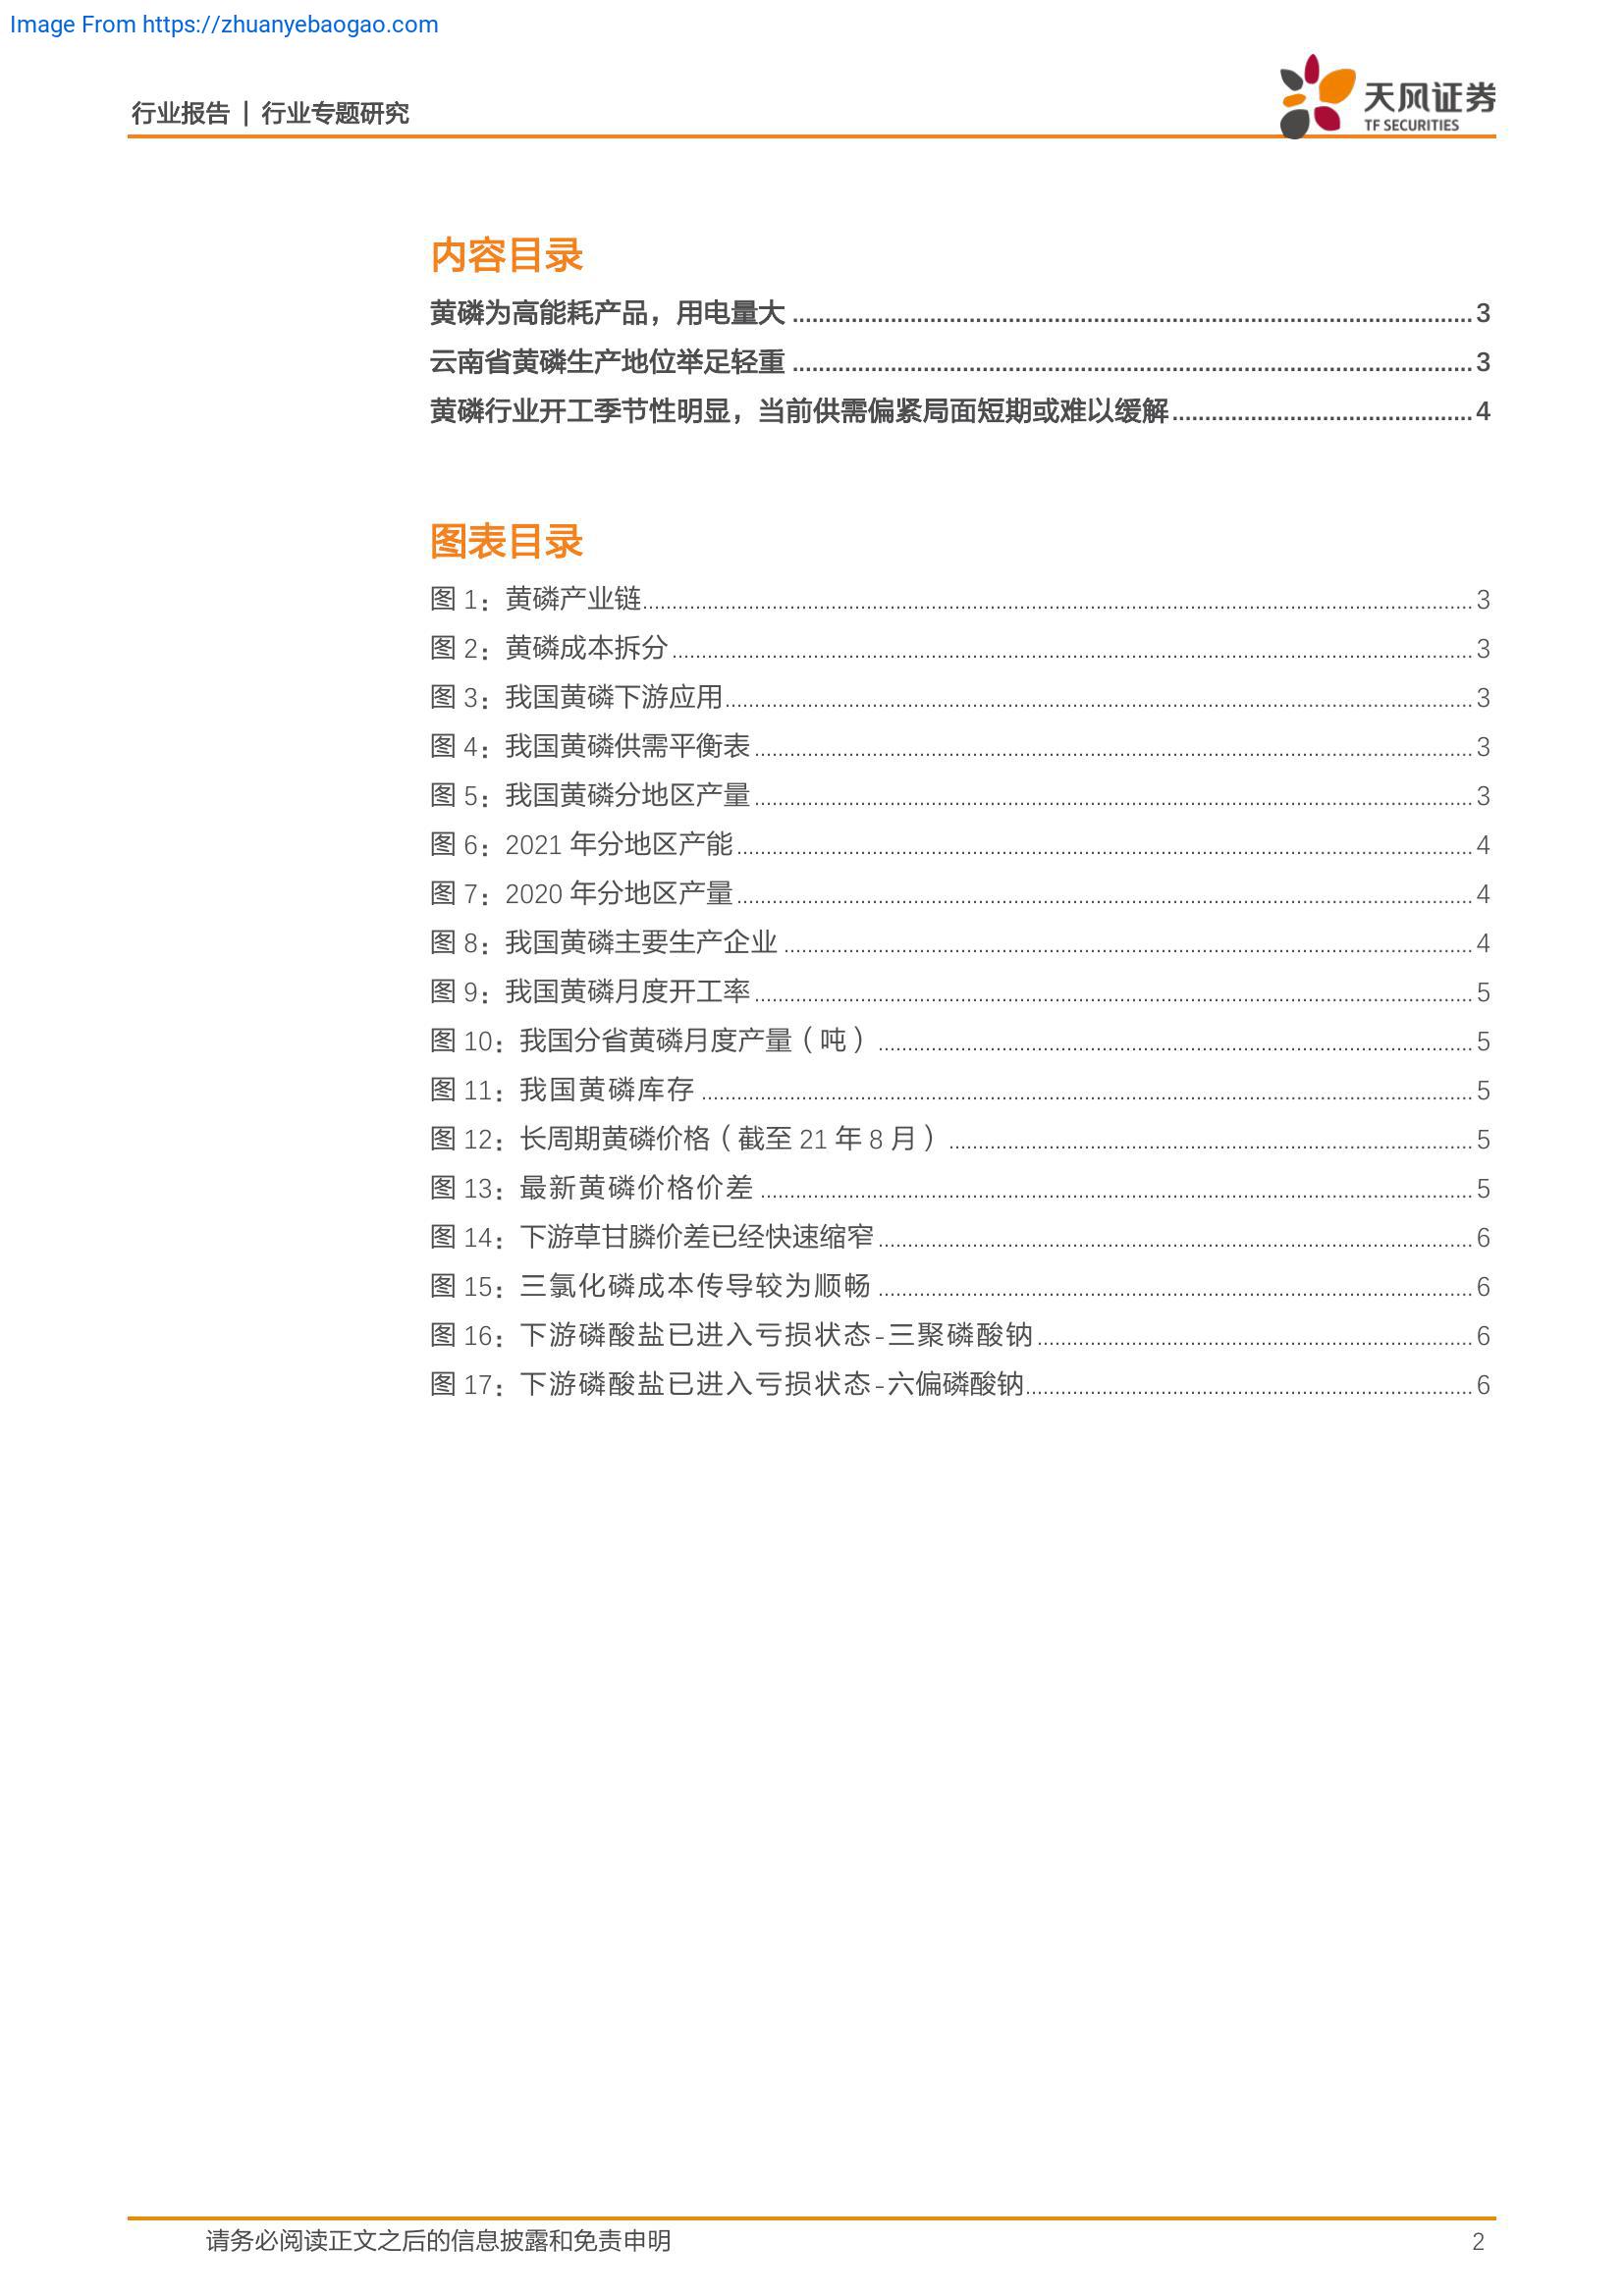 Image From https://zhuanyebaogao.com
行业报告 | 行业专题研究
天风证券
TF SECURITIES
内容目录
黄磷为高能耗产品，用电量大 ........ 3
云南省黄磷生产地位举足轻重 ........ 3
黄磷行业开工季节性明显，当前供需偏紧局面短期或难以缓解 ........ 4
图表目录
图 1：黄磷产业链 ........ 3
图 2：黄磷成本拆分 ........ 3
图 3：我国黄磷下游应用 ........ 3
图 4：我国黄磷供需平衡表 ........ 3
图 5：我国黄磷分地区产量 ........ 3
图 6：2021 年分地区产能 ........ 4
图 7：2020 年分地区产量 ........ 4
图 8：我国黄磷主要生产企业 ........ 4
图 9：我国黄磷月度开工率 ........ 5
图 10：我国分省黄磷月度产量（吨） ........ 5
图 11：我国黄磷库存 ........ 5
图 12：长周期黄磷价格（截至 21 年 8 月） ........ 5
图 13：最新黄磷价格价差 ........ 5
图 14：下游草甘膦价差已经快速缩窄 ........ 6
图 15：三氯化磷成本传导较为顺畅 ........ 6
图 16：下游磷酸盐已进入亏损状态-三聚磷酸钠 ........ 6
图 17：下游磷酸盐已进入亏损状态-六偏磷酸钠 ........ 6
请务必阅读正文之后的信息披露和免责申明 2